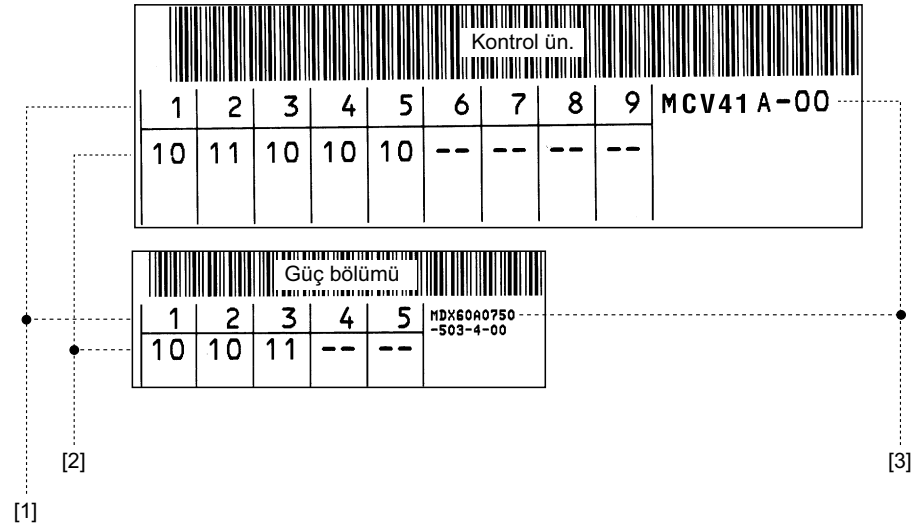 Kontrol ün.
1 2 3 4 5 6 7 8 9 MCV41A-00
10 11 10 10 10 -- -- -- --
Güç bölümü
1 2 3 4 5 MDX60A0750
-503-4-00
10 10 11 -- --
[2] [3]
[1]